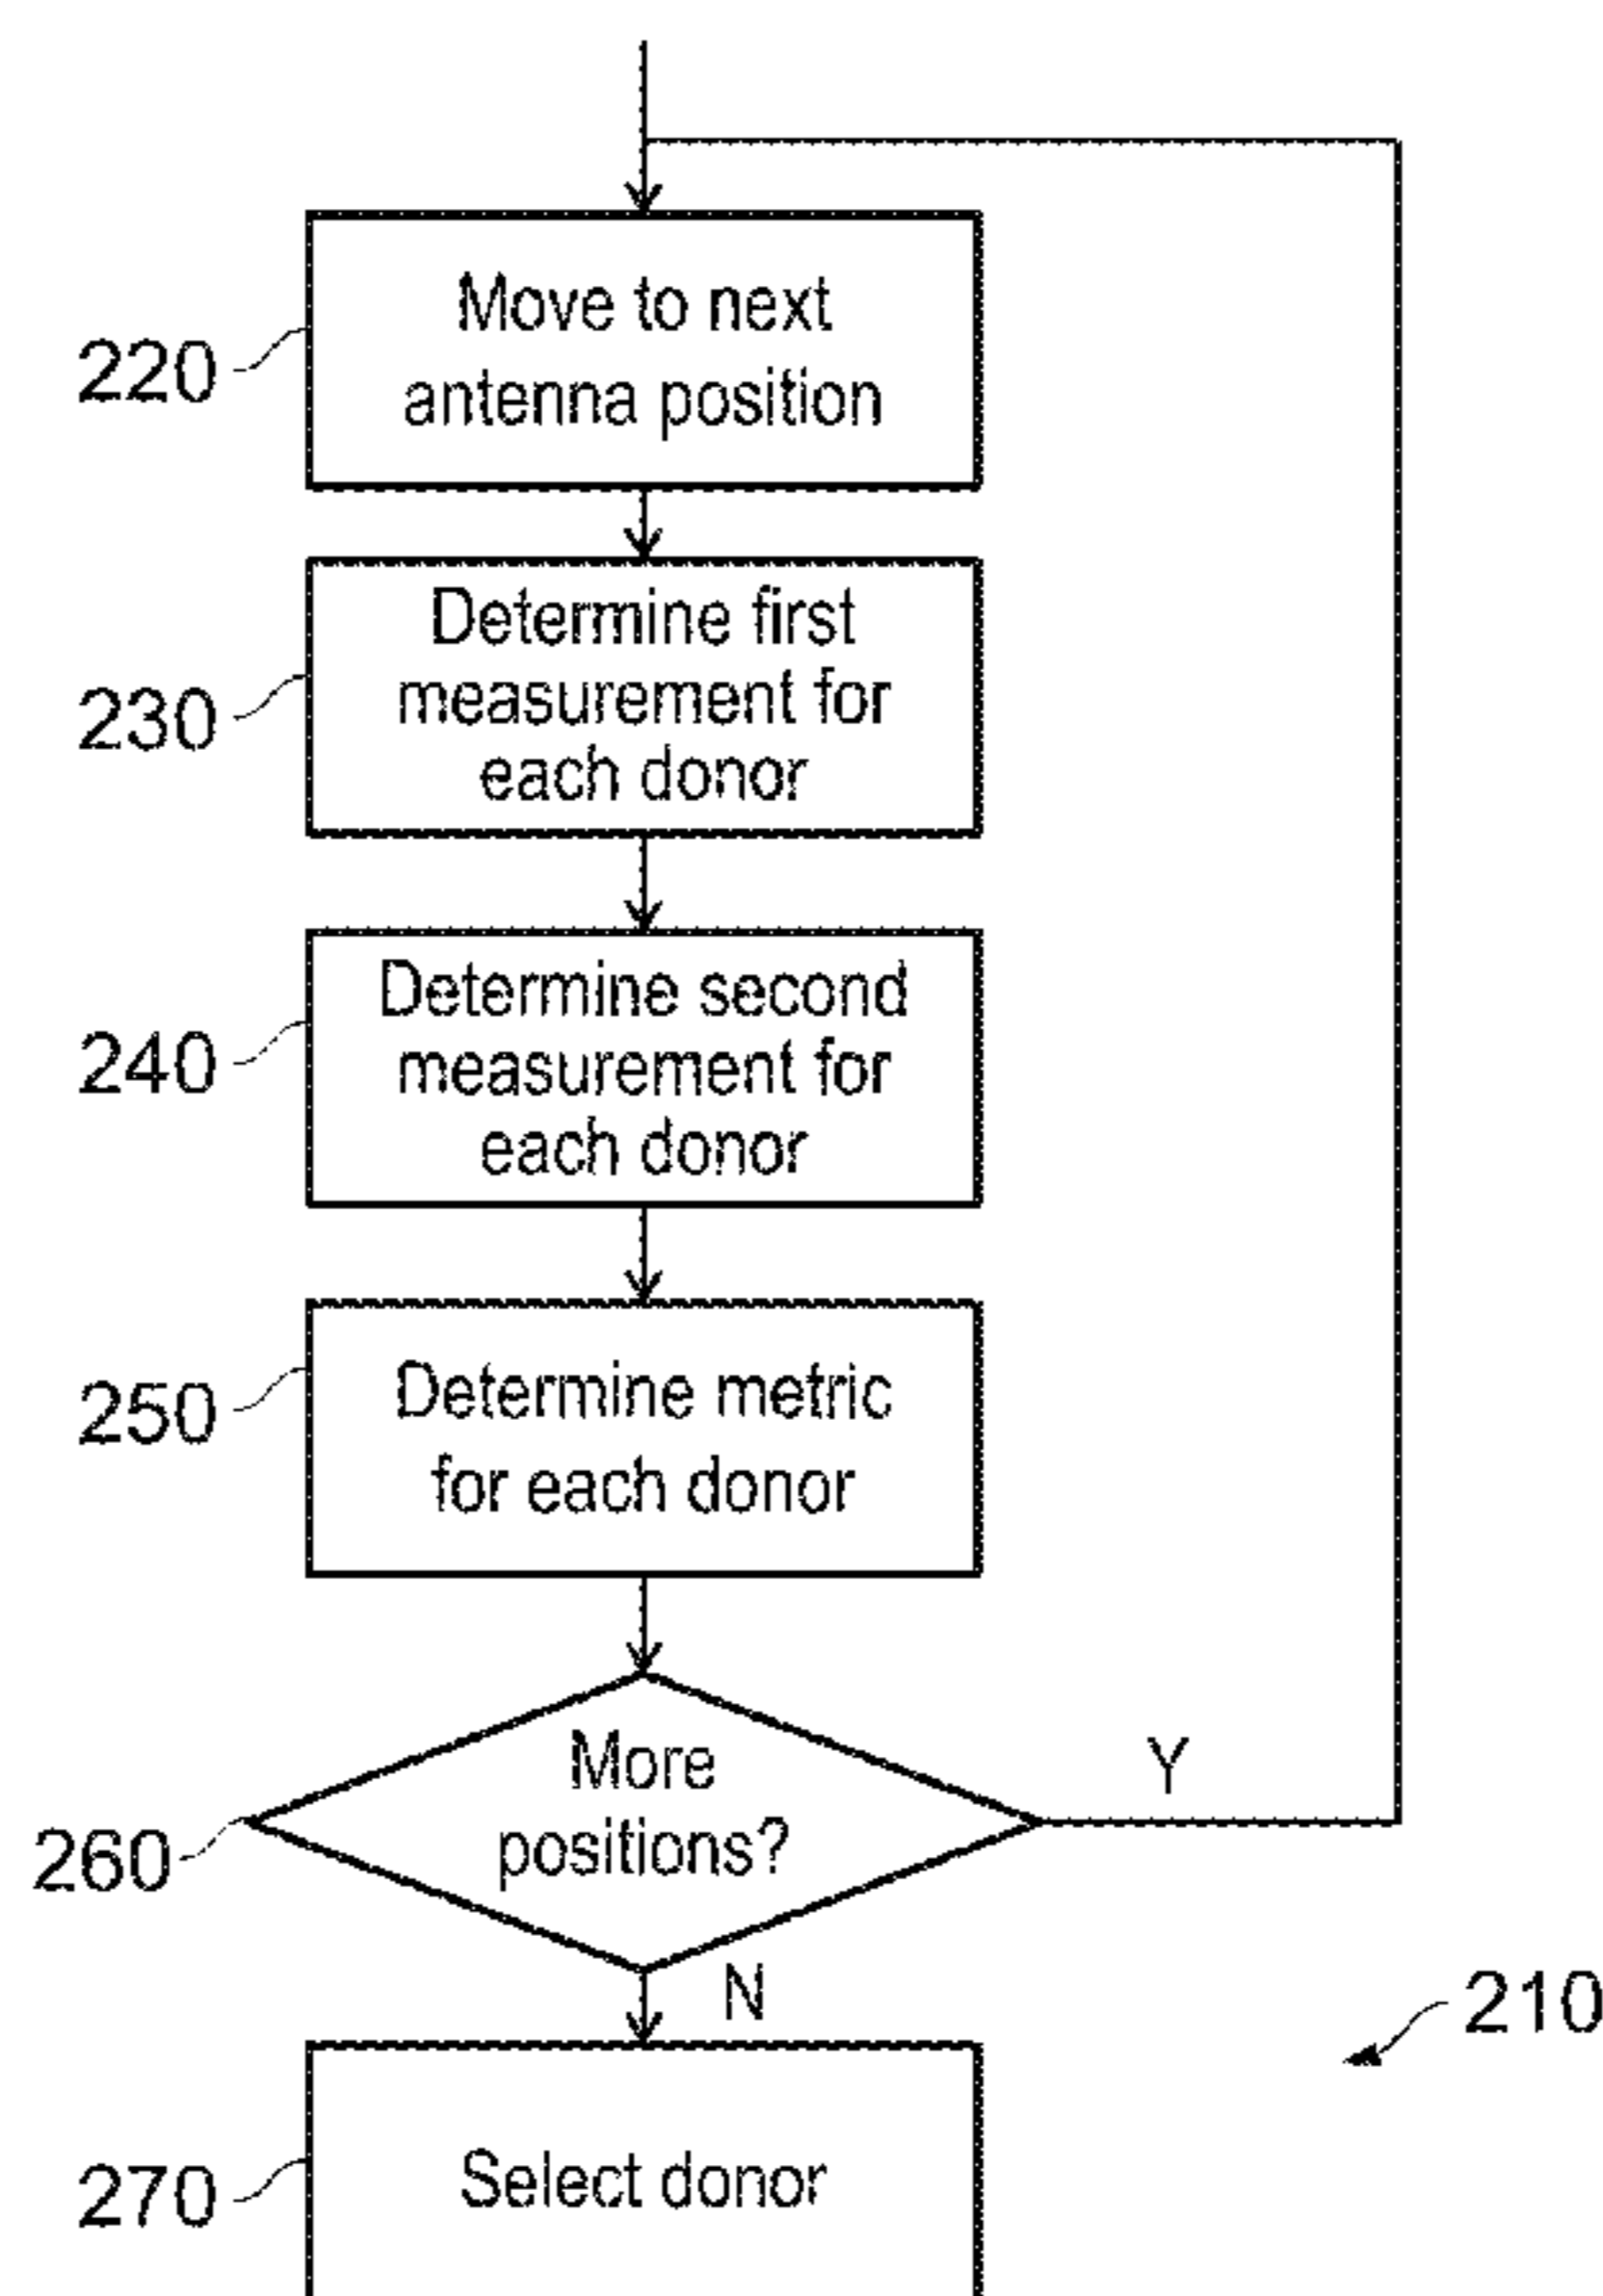 220
Move to next
antenna position
230
Determine first
measurement for
each donor
240
Determine second
measurement for
each donor
250
Determine metric
for each donor
260
More
positions?
Y
N
210
270
Select donor